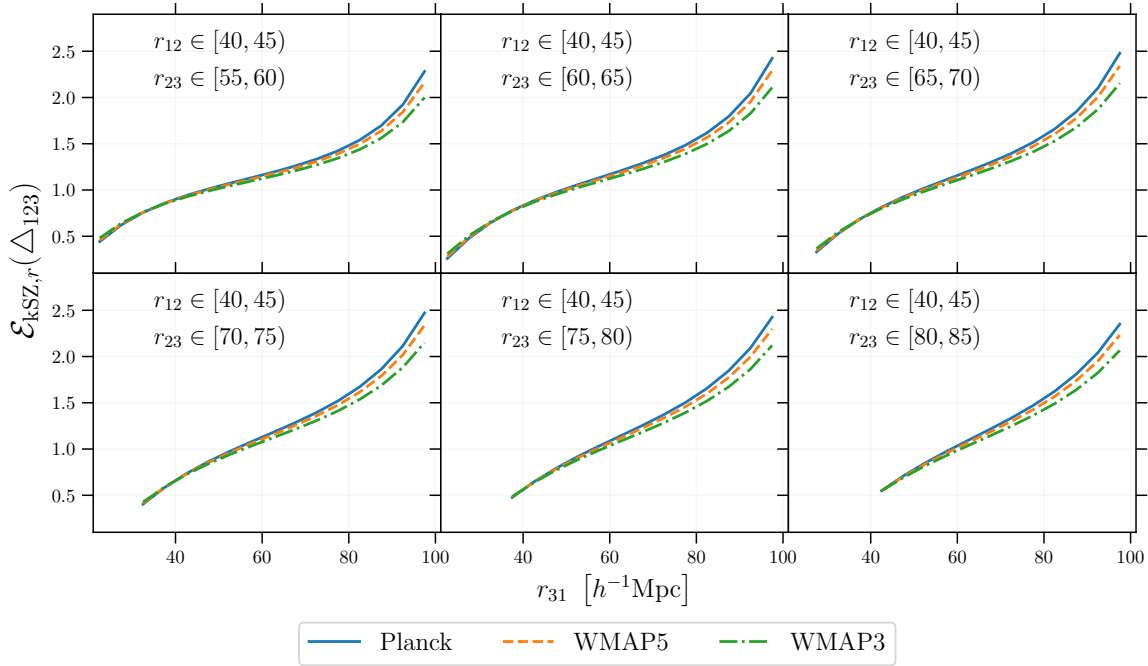 r₁₂ ∈ [40, 45)
r₂₃ ∈ [55, 60)
r₁₂ ∈ [40, 45)
r₂₃ ∈ [60, 65)
r₁₂ ∈ [40, 45)
r₂₃ ∈ [65, 70)
2.5
2.0
1.5
1.0
0.5
r₁₂ ∈ [40, 45)
r₂₃ ∈ [70, 75)
r₁₂ ∈ [40, 45)
r₂₃ ∈ [75, 80)
r₁₂ ∈ [40, 45)
r₂₃ ∈ [80, 85)
2.5
2.0
1.5
1.0
0.5
ℰ_kSZ,r(△₁₂₃)
40 60 80 100 40 60 80 100 40 60 80 100
r₃₁ [h⁻¹Mpc]
Planck WMAP5 WMAP3